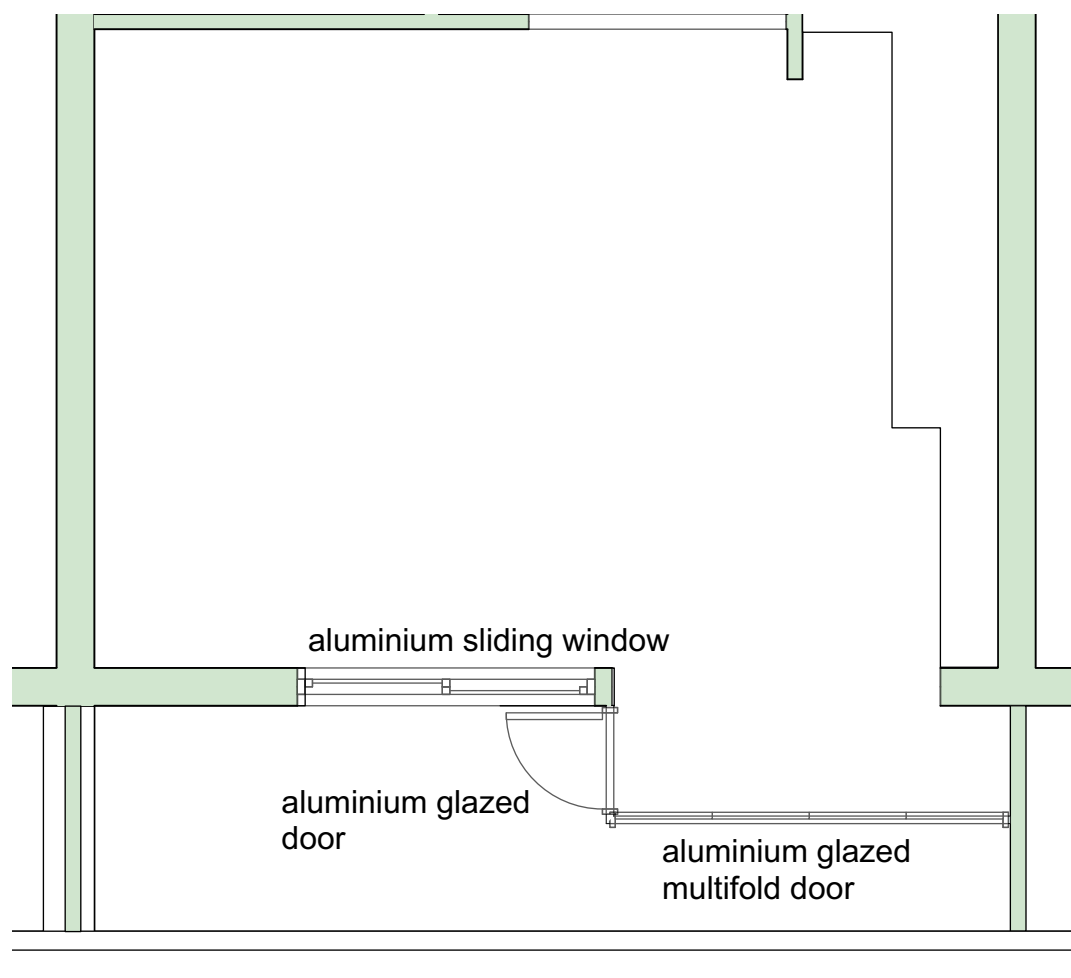 aluminium sliding window
aluminium glazed
door
aluminium glazed
multifold door